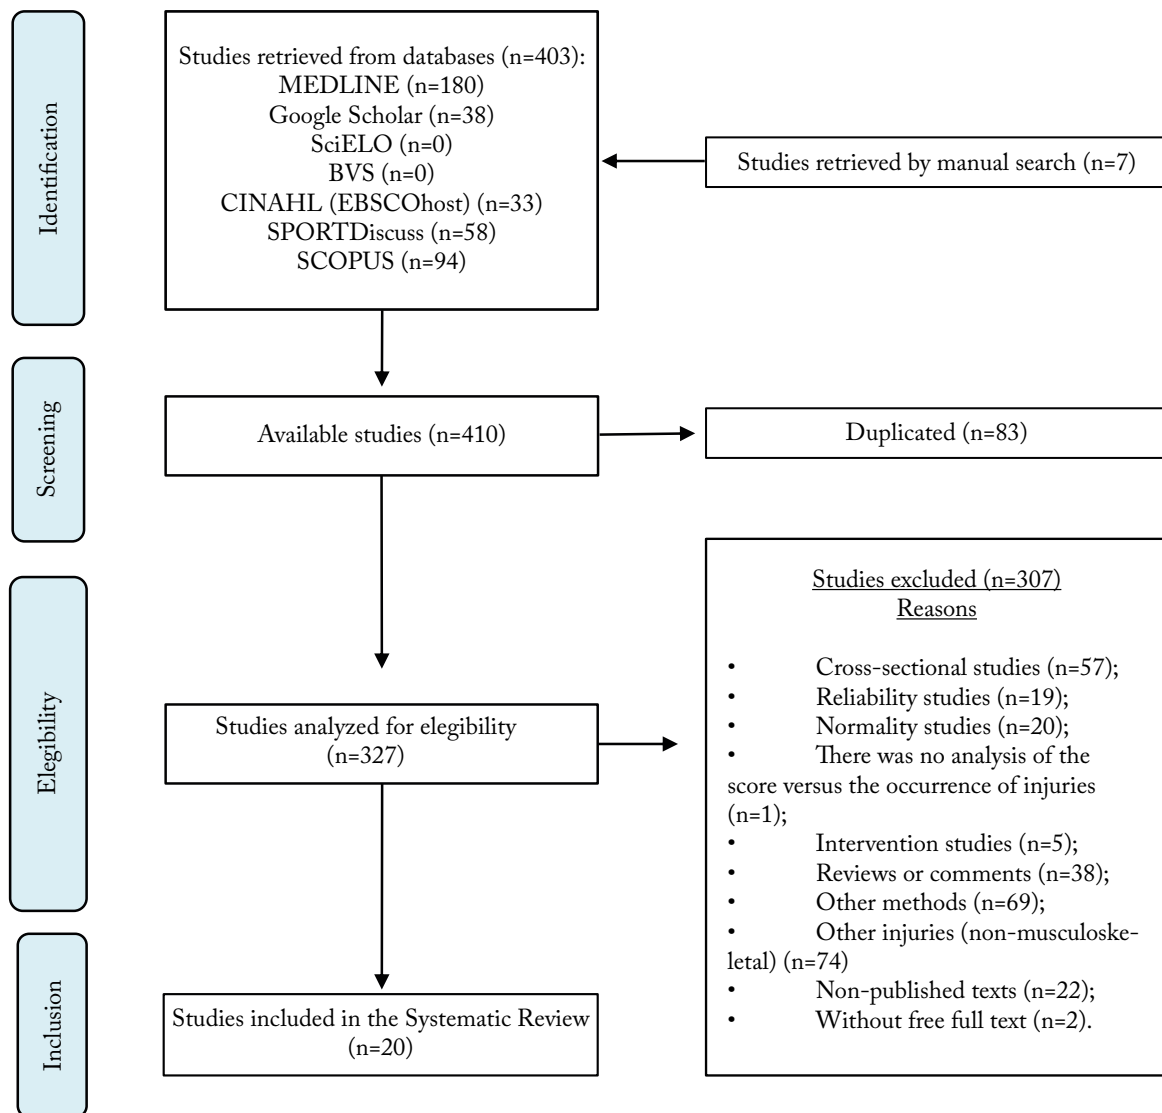 Identification
Studies retrieved from databases (n=403):
MEDLINE (n=180)
Google Scholar (n=38)
SciELO (n=0)
BVS (n=0)
CINAHL (EBSCOhost) (n=33)
SPORTDiscuss (n=58)
SCOPUS (n=94)
Studies retrieved by manual search (n=7)
Screening
Available studies (n=410)
Duplicated (n=83)
Elegibility
Studies analyzed for elegibility
(n=327)
Studies excluded (n=307)
Reasons
• Cross-sectional studies (n=57);
• Reliability studies (n=19);
• Normality studies (n=20);
• There was no analysis of the
score versus the occurrence of injuries
(n=1);
• Intervention studies (n=5);
• Reviews or comments (n=38);
• Other methods (n=69);
• Other injuries (non-musculoske-
letal) (n=74)
• Non-published texts (n=22);
• Without free full text (n=2).
Inclusion
Studies included in the Systematic Review
(n=20)